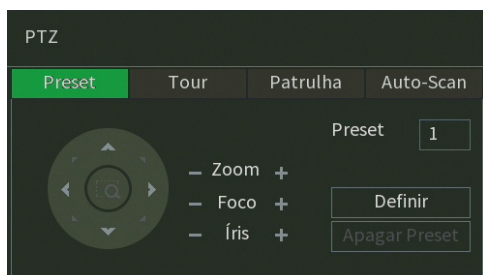 PTZ
Preset Tour Patrulha Auto-Scan
Preset 1
− Zoom +
− Foco +
− Íris +
Definir
Apagar Preset